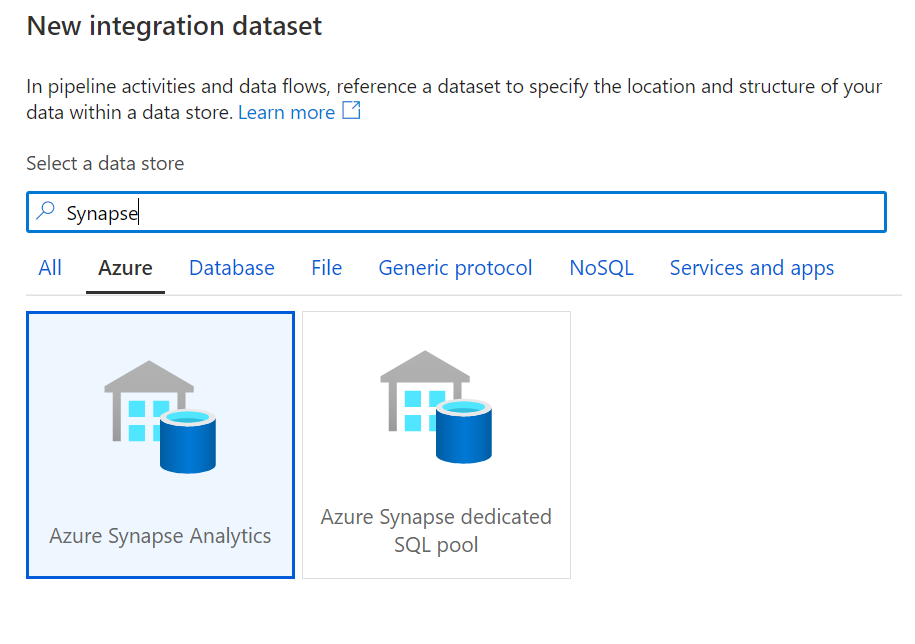 New integration dataset
In pipeline activities and data flows, reference a dataset to specify the location and structure of your
data within a data store. Learn more
Select a data store
Synapse
All Azure Database File Generic protocol NoSQL Services and apps
Azure Synapse Analytics
Azure Synapse dedicated
SQL pool